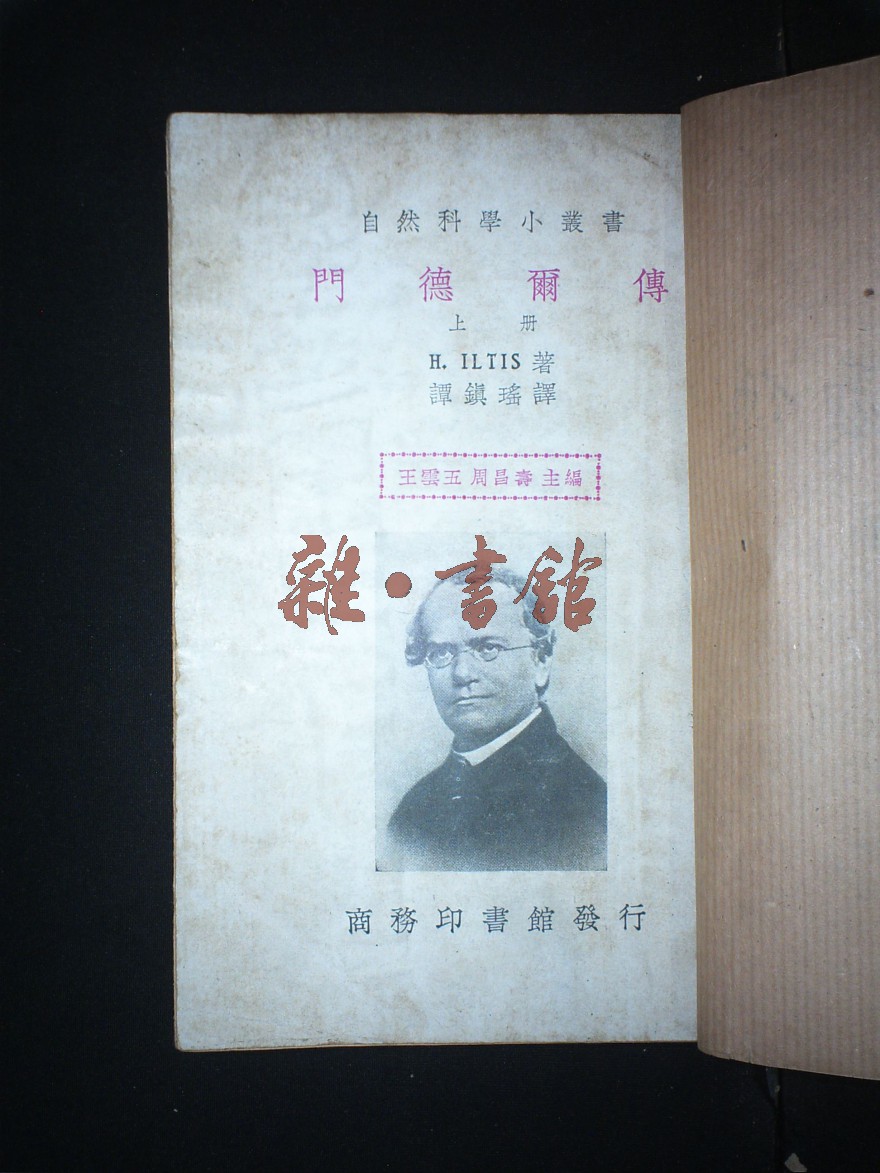 自然科學小叢書
門德爾傳
上冊
H. ILTIS 著
譚鎮瑤譯
王雲五 周昌壽 主編
雜·書館
商務印書館發行